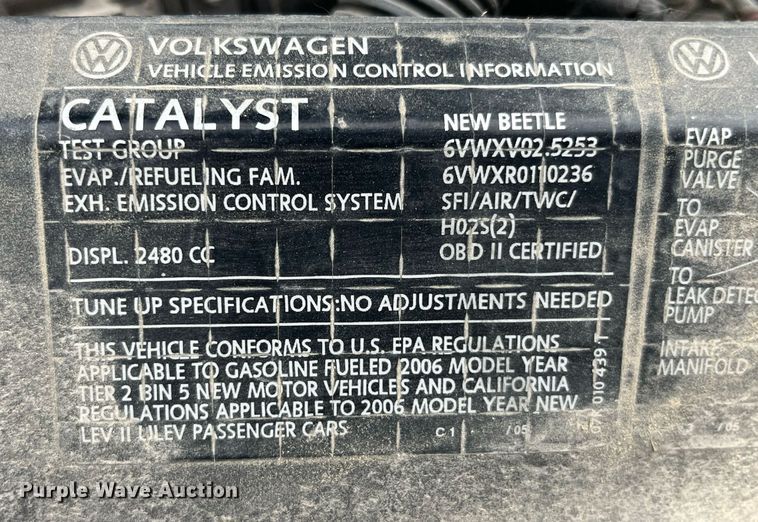 VOLKSWAGEN
VEHICLE EMISSION CONTROL INFORMATION
CATALYST NEW BEETLE
TEST GROUP 6VWXV02.5253
EVAP./REFUELING FAM. 6VWXR0110236
EXH. EMISSION CONTROL SYSTEM SFI/AIR/TWC/
HO2S(2)
DISPL. 2480 CC OBD II CERTIFIED
TUNE UP SPECIFICATIONS:NO ADJUSTMENTS NEEDED
THIS VEHICLE CONFORMS TO U.S. EPA REGULATIONS
APPLICABLE TO GASOLINE FUELED 2006 MODEL YEAR
TIER 2 BIN 5 NEW MOTOR VEHICLES AND CALIFORNIA
REGULATIONS APPLICABLE TO 2006 MODEL YEAR NEW
LEV II ULEV PASSENGER CARS C 1 /05
010 439 T
EVAP
PURGE
VALVE
TO
EVAP
CANISTER
TO
LEAK DETEC
PUMP
INTAKE
MANIFOLD
/05
Purple Wave Auction